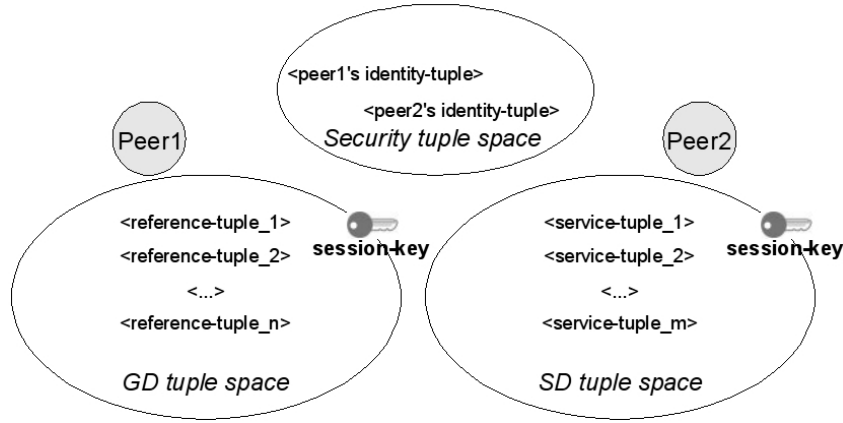 <peer1's identity-tuple>
<peer2's identity-tuple>
Security tuple space
Peer1
Peer2
<reference-tuple_1>
<reference-tuple_2>
<...>
<reference-tuple_n>
session-key
GD tuple space
<service-tuple_1>
<service-tuple_2>
<...>
<service-tuple_m>
session-key
SD tuple space